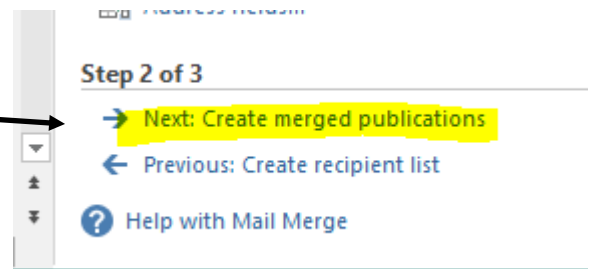 Step 2 of 3
Next: Create merged publications
Previous: Create recipient list
Help with Mail Merge